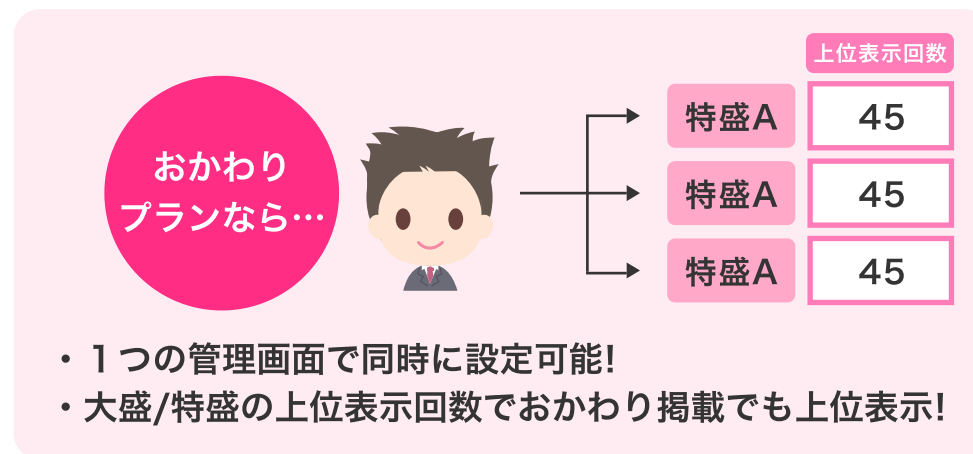 上位表示回数
おかわり
プランなら…
特盛A 45
特盛A 45
特盛A 45
・１つの管理画面で同時に設定可能!
・大盛/特盛の上位表示回数でおかわり掲載でも上位表示!